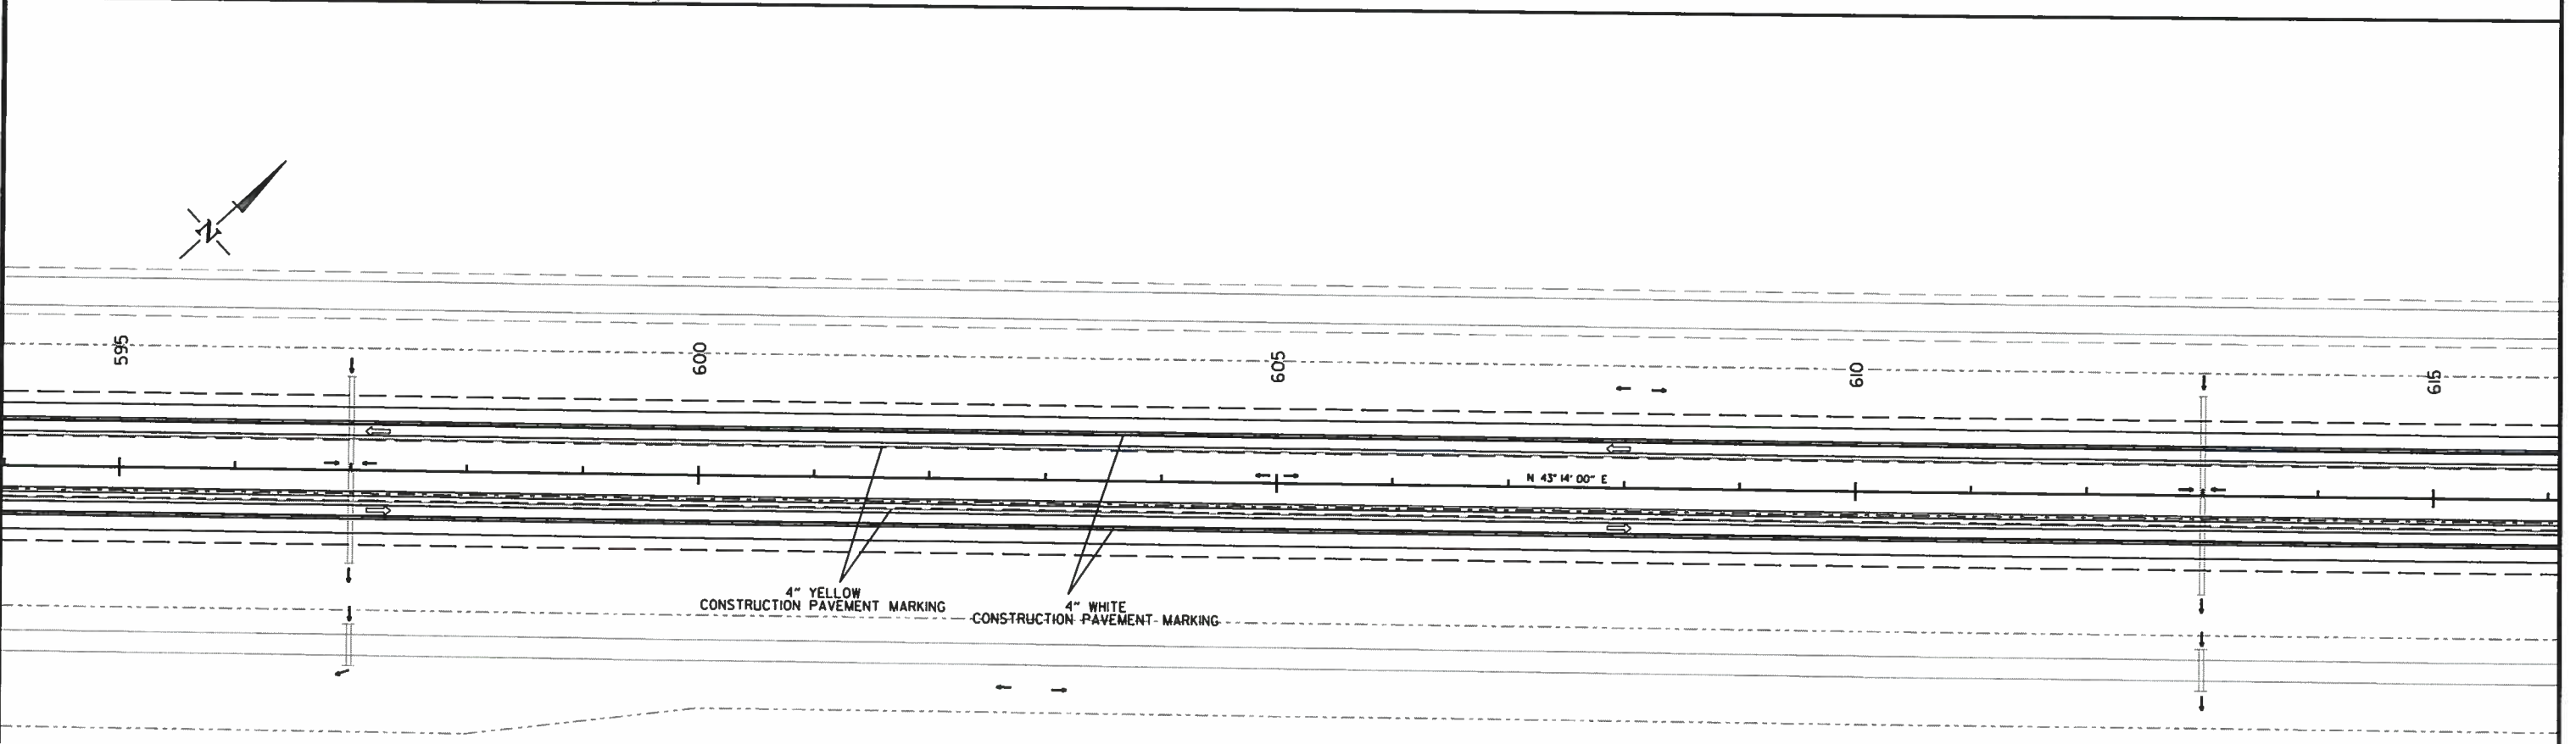 N
595
600
605
610
615
N 43° 14' 00" E
4" YELLOW
CONSTRUCTION PAVEMENT MARKING
4" WHITE
CONSTRUCTION PAVEMENT MARKING